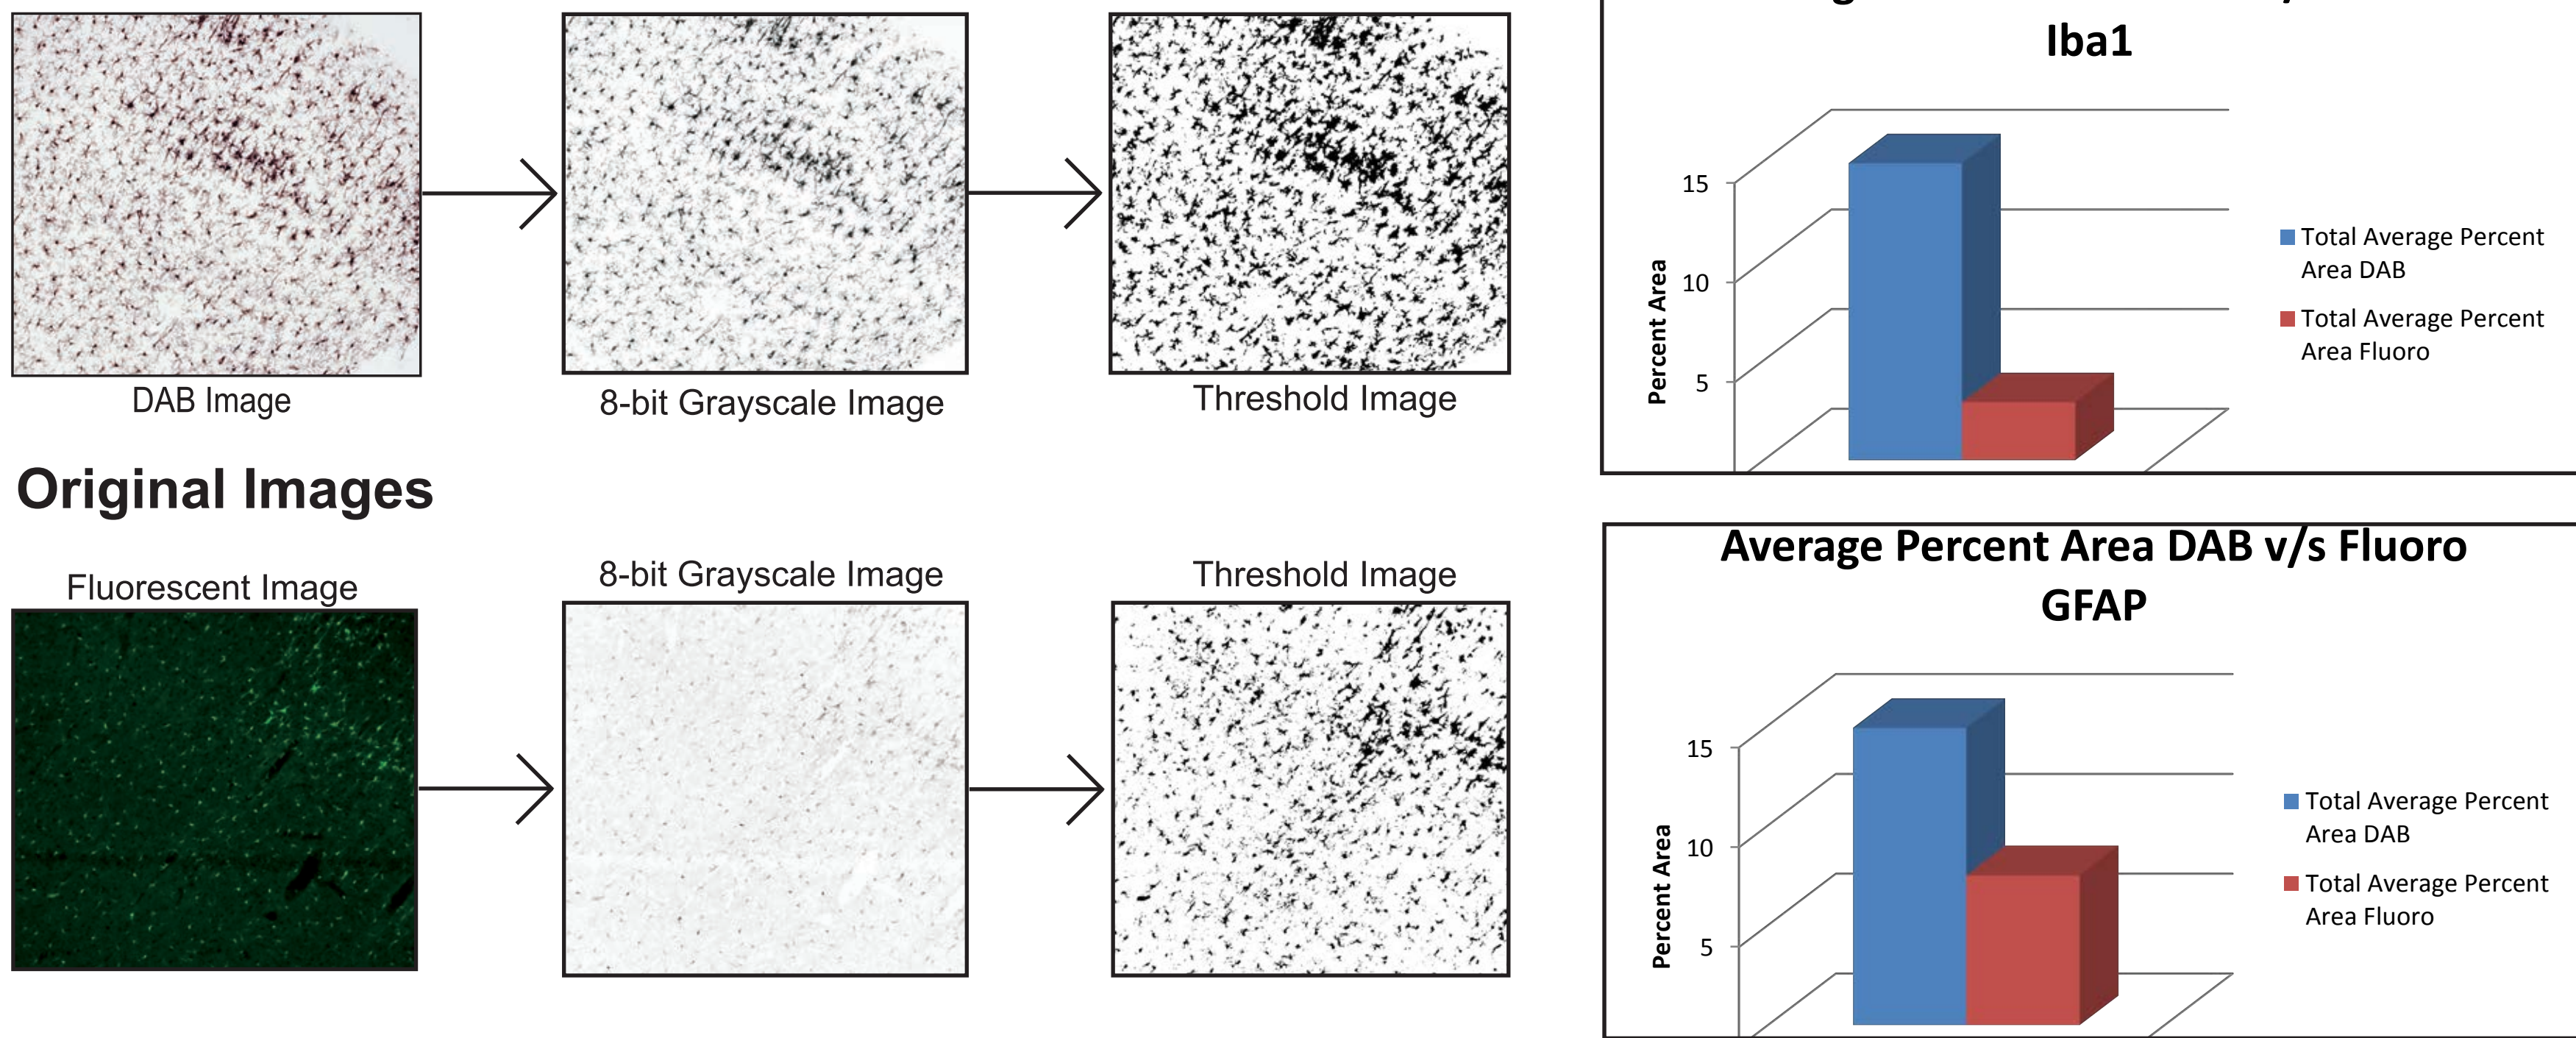 DAB Image
8-bit Grayscale Image
Threshold Image
Original Images
Fluorescent Image
8-bit Grayscale Image
Threshold Image
Iba1
15
10
5
Percent Area
Total Average Percent
Area DAB
Total Average Percent
Area Fluoro
Average Percent Area DAB v/s Fluoro
GFAP
15
10
5
Percent Area
Total Average Percent
Area DAB
Total Average Percent
Area Fluoro